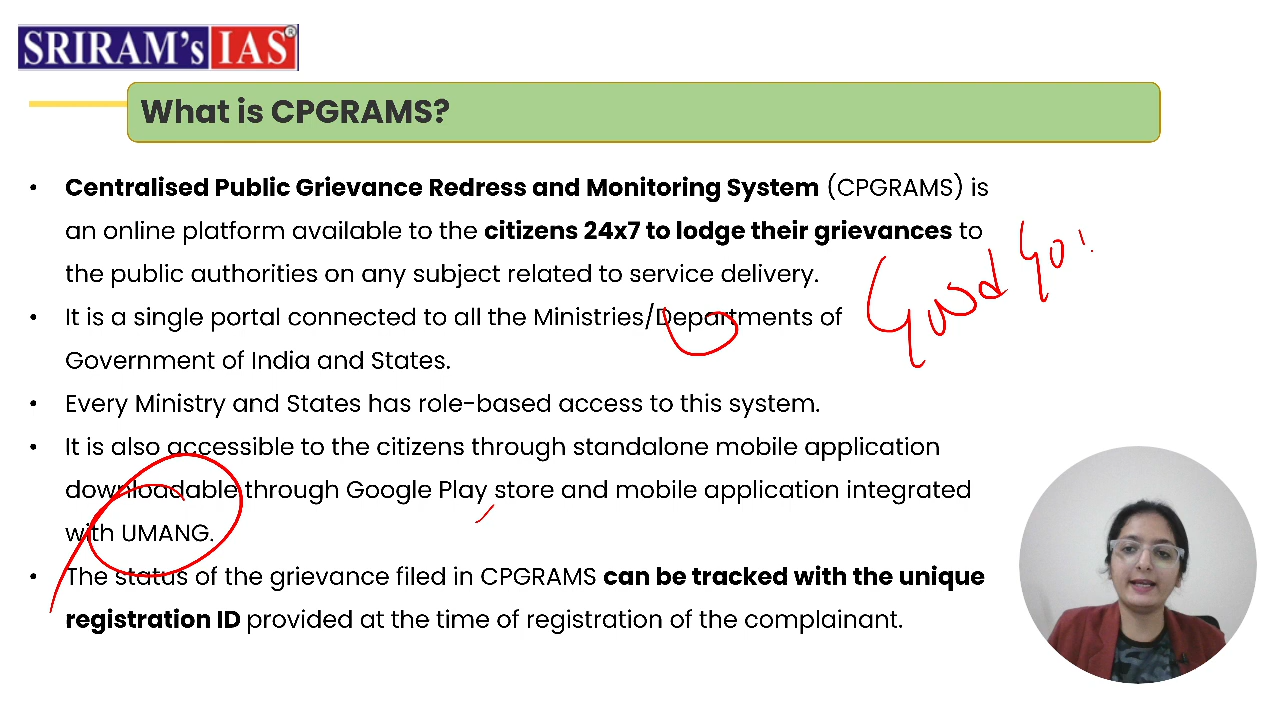 SRIRAM's IAS®
What is CPGRAMS?
• Centralised Public Grievance Redress and Monitoring System (CPGRAMS) is
an online platform available to the citizens 24x7 to lodge their grievances to
the public authorities on any subject related to service delivery.
• It is a single portal connected to all the Ministries/Departments of
Government of India and States.
• Every Ministry and States has role-based access to this system.
• It is also accessible to the citizens through standalone mobile application
downloadable through Google Play store and mobile application integrated
with UMANG.
• The status of the grievance filed in CPGRAMS can be tracked with the unique
registration ID provided at the time of registration of the complainant.
Good Go